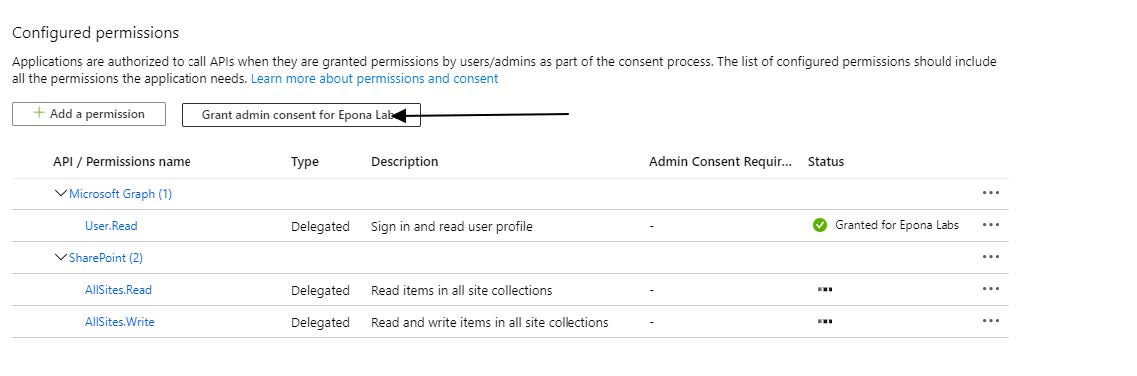 Configured permissions
Applications are authorized to call APIs when they are granted permissions by users/admins as part of the consent process. The list of configured permissions should include
all the permissions the application needs. Learn more about permissions and consent
+ Add a permission Grant admin consent for Epona Lab
API / Permissions name Type Description Admin Consent Requir... Status
Microsoft Graph (1) ...
User.Read Delegated Sign in and read user profile - Granted for Epona Labs ...
SharePoint (2) ...
AllSites.Read Delegated Read items in all site collections - ...
AllSites.Write Delegated Read and write items in all site collections - ...